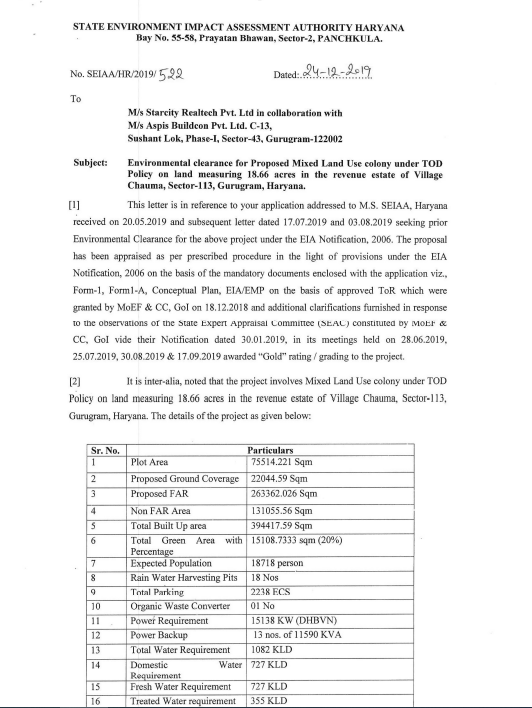 STATE ENVIRONMENT IMPACT ASSESSMENT AUTHORITY HARYANA
Bay No. 55-58, Prayatan Bhawan, Sector-2, PANCHKULA.
No. SEIAA/HR/2019/ 522 Dated:.24-12-2019
To
M/s Starcity Realtech Pvt. Ltd in collaboration with
M/s Aspis Buildcon Pvt. Ltd. C-13,
Sushant Lok, Phase-I, Sector-43, Gurugram-122002
Subject: Environmental clearance for Proposed Mixed Land Use colony under TOD
Policy on land measuring 18.66 acres in the revenue estate of Village
Chauma, Sector-113, Gurugram, Haryana.
[1] This letter is in reference to your application addressed to M.S. SEIAA, Haryana
received on 20.05.2019 and subsequent letter dated 17.07.2019 and 03.08.2019 seeking prior
Environmental Clearance for the above project under the EIA Notification, 2006. The proposal
has been appraised as per prescribed procedure in the light of provisions under the EIA
Notification, 2006 on the basis of the mandatory documents enclosed with the application viz.,
Form-1, Form1-A, Conceptual Plan, EIA/EMP on the basis of approved ToR which were
granted by MoEF & CC, GoI on 18.12.2018 and additional clarifications furnished in response
to the observations of the State Expert Appraisal Committee (SEAC) constituted by MoEF &
CC, GoI vide their Notification dated 30.01.2019, in its meetings held on 28.06.2019,
25.07.2019, 30.08.2019 & 17.09.2019 awarded “Gold” rating / grading to the project.
[2] It is inter-alia, noted that the project involves Mixed Land Use colony under TOD
Policy on land measuring 18.66 acres in the revenue estate of Village Chauma, Sector-113,
Gurugram, Haryana. The details of the project as given below:
Sr. No. Particulars
1 Plot Area 75514.221 Sqm
2 Proposed Ground Coverage 22044.59 Sqm
3 Proposed FAR 263362.026 Sqm
4 Non FAR Area 131055.56 Sqm
5 Total Built Up area 394417.59 Sqm
6 Total Green Area with 15108.7333 sqm (20%)
Percentage
7 Expected Population 18718 person
8 Rain Water Harvesting Pits 18 Nos
9 Total Parking 2238 ECS
10 Organic Waste Converter 01 No
11 Power Requirement 15138 KW (DHBVN)
12 Power Backup 13 nos. of 11590 KVA
13 Total Water Requirement 1082 KLD
14 Domestic Water 727 KLD
Requirement
15 Fresh Water Requirement 727 KLD
16 Treated Water requirement 355 KLD